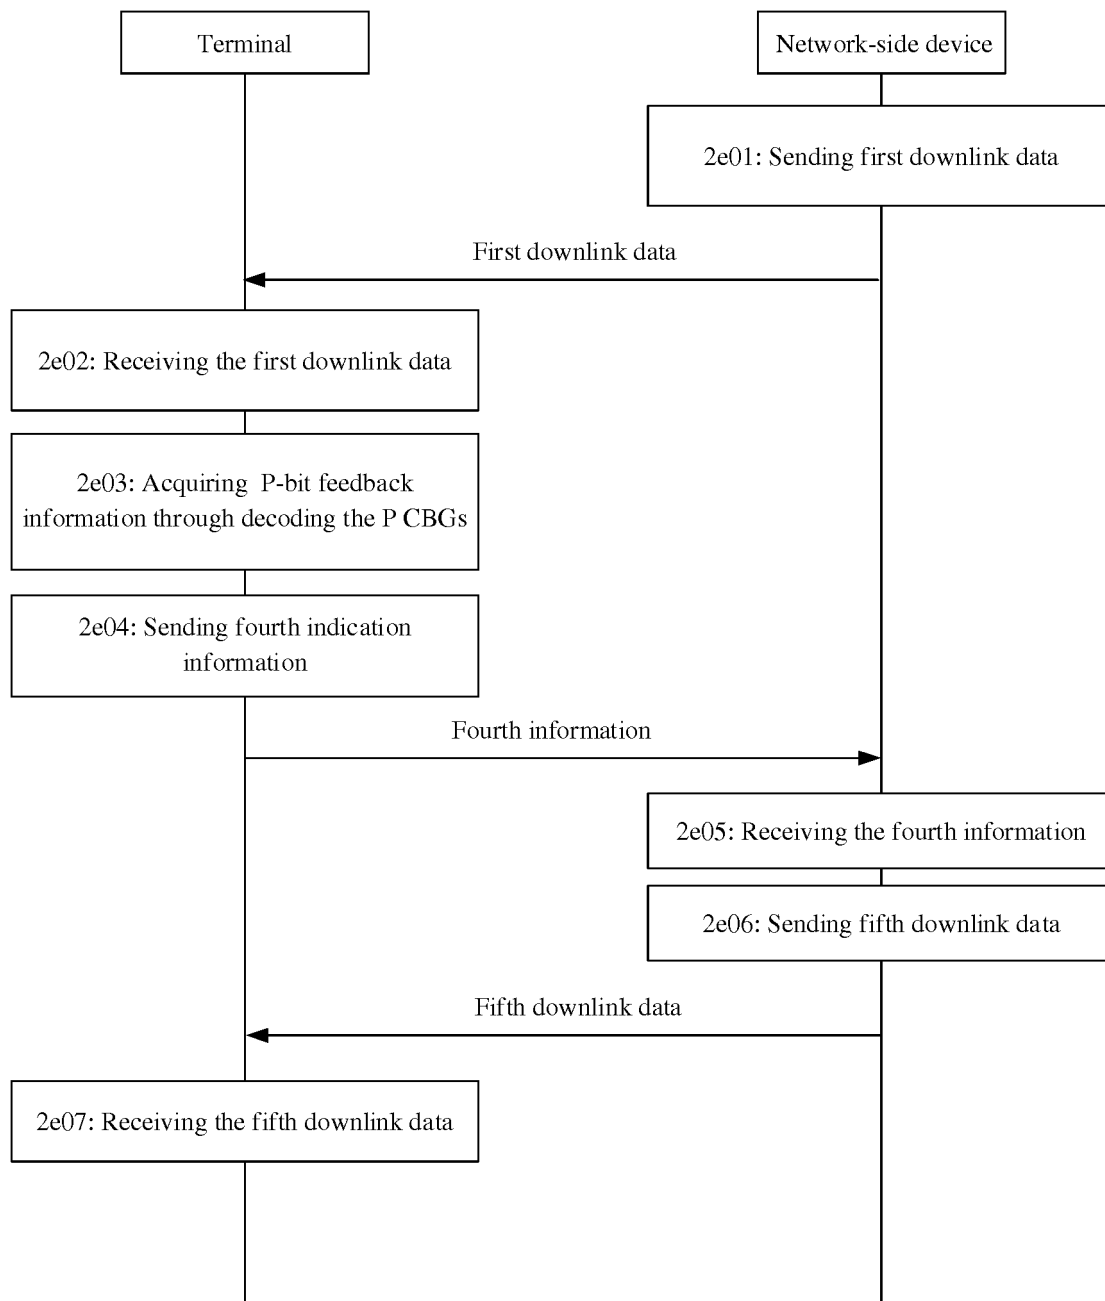 Terminal
Network-side device
2e01: Sending first downlink data
First downlink data
2e02: Receiving the first downlink data
2e03: Acquiring P-bit feedback
information through decoding the P CBGs
2e04: Sending fourth indication
information
Fourth information
2e05: Receiving the fourth information
2e06: Sending fifth downlink data
Fifth downlink data
2e07: Receiving the fifth downlink data